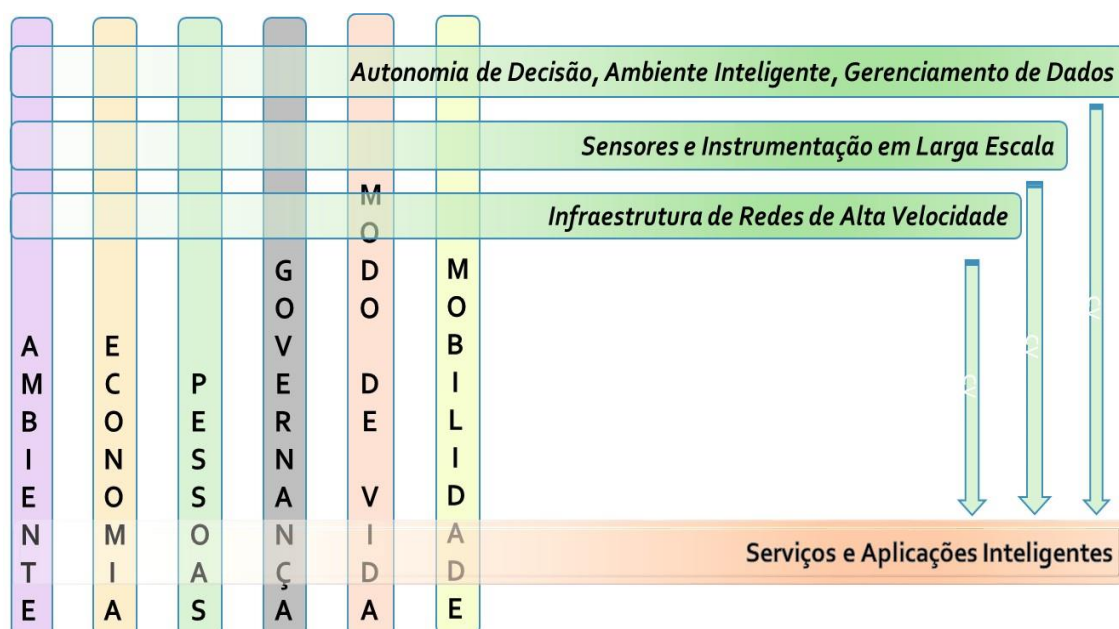 Autonomia de Decisão, Ambiente Inteligente, Gerenciamento de Dados
Sensores e Instrumentação em Larga Escala
Infraestrutura de Redes de Alta Velocidade
AMBIENTE
ECONOMIA
PESSOAS
GOVERNANÇA
MODO DE VIDA
MOBILIDADE
Serviços e Aplicações Inteligentes